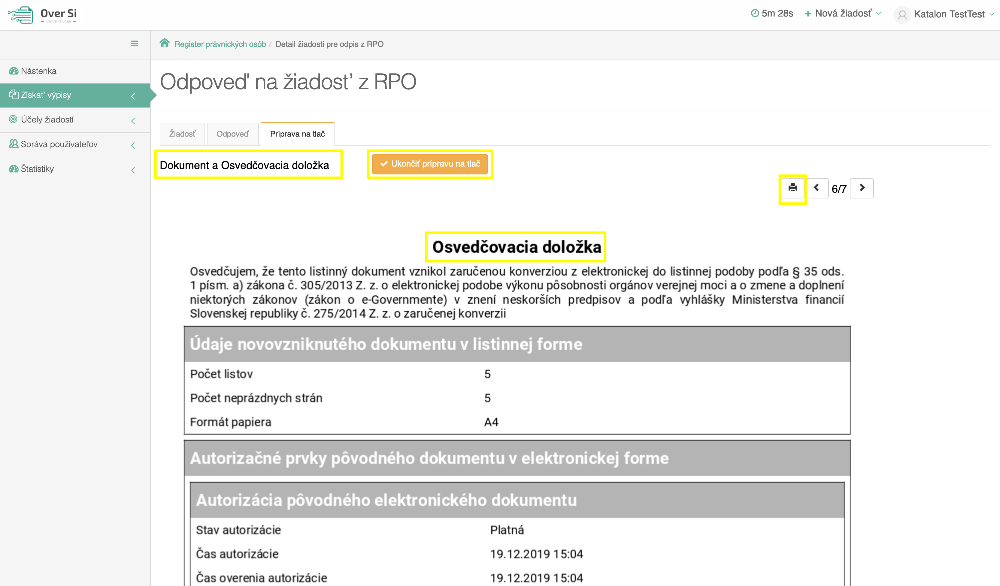 Over Si
Centrálne údaje
5m 28s
Nová žiadosť
Katalon TestTest
Register právnických osôb / Detail žiadosti pre odpis z RPO
Nástenka
Získať výpisy
Účely žiadostí
Správa používateľov
Štatistiky
Odpoveď na žiadosť z RPO
Žiadosť
Odpoveď
Príprava na tlač
Dokument a Osvedčovacia doložka
Ukončiť prípravu na tlač
6/7
Osvedčovacia doložka
Osvedčujem, že tento listinný dokument vznikol zaručenou konverziou z elektronickej do listinnej podoby podľa § 35 ods.
1 písm. a) zákona č. 305/2013 Z. z. o elektronickej podobe výkonu pôsobnosti orgánov verejnej moci a o zmene a doplnení
niektorých zákonov (zákon o e-Governmente) v znení neskorších predpisov a podľa vyhlášky Ministerstva financií
Slovenskej republiky č. 275/2014 Z. z. o zaručenej konverzii
Údaje novovzniknutého dokumentu v listinnej forme
Počet listov 5
Počet neprázdnych strán 5
Formát papiera A4
Autorizačné prvky pôvodného dokumentu v elektronickej forme
Autorizácia pôvodného elektronického dokumentu
Stav autorizácie Platná
Čas autorizácie 19.12.2019 15:04
Čas overenia autorizácie 19.12.2019 15:04